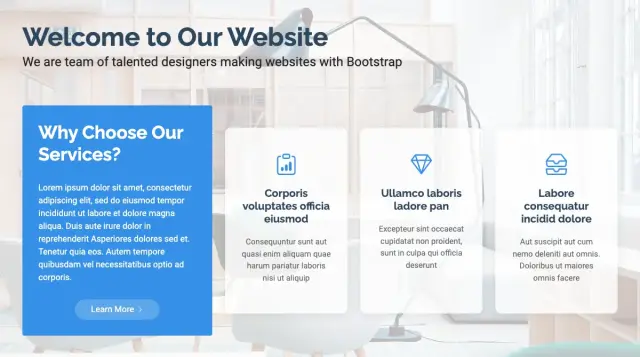 Welcome to Our Website
We are team of talented designers making websites with Bootstrap
Why Choose Our
Services?
Lorem ipsum dolor sit amet, consectetur
adipiscing elit, sed do eiusmod tempor
incididunt ut labore et dolore magna
aliqua. Duis aute irure dolor in
reprehenderit Asperiores dolores sed et.
Tenetur quia eos. Autem tempore
quibusdam vel necessitatibus optio ad
corporis.
Learn More >
Corporis
voluptates officia
eiusmod
Consequuntur sunt aut
quasi enim aliquam quae
harum pariatur laboris
nisi ut aliquip
Ullamco laboris
ladore pan
Excepteur sint occaecat
cupidatat non proident,
sunt in culpa qui officia
deserunt
Labore
consequatur
incidid dolore
Aut suscipit aut cum
nemo deleniti aut omnis.
Doloribus ut maiores
omnis facere